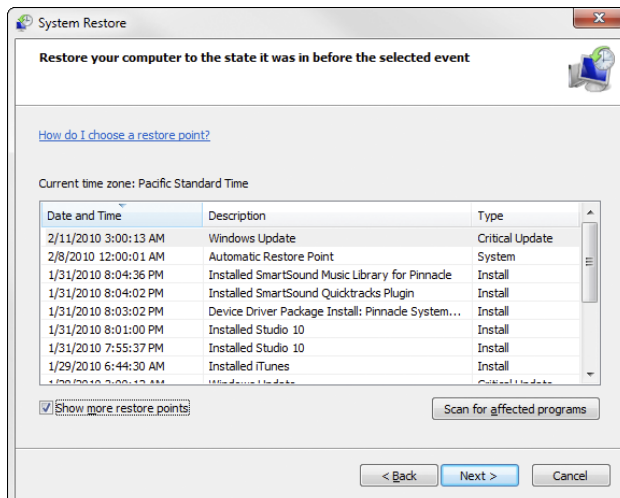 System Restore
Restore your computer to the state it was in before the selected event
How do I choose a restore point?
Current time zone: Pacific Standard Time
Date and Time Description Type
2/11/2010 3:00:13 AM Windows Update Critical Update
2/8/2010 12:00:01 AM Automatic Restore Point System
1/31/2010 8:04:36 PM Installed SmartSound Music Library for Pinnacle Install
1/31/2010 8:04:02 PM Installed SmartSound Quicktracks Plugin Install
1/31/2010 8:03:02 PM Device Driver Package Install: Pinnacle System... Install
1/31/2010 8:01:00 PM Installed Studio 10 Install
1/31/2010 7:55:37 PM Installed Studio 10 Install
1/29/2010 6:44:30 AM Installed iTunes Install
Windows Update Critical Update
Show more restore points Scan for affected programs
< Back Next > Cancel